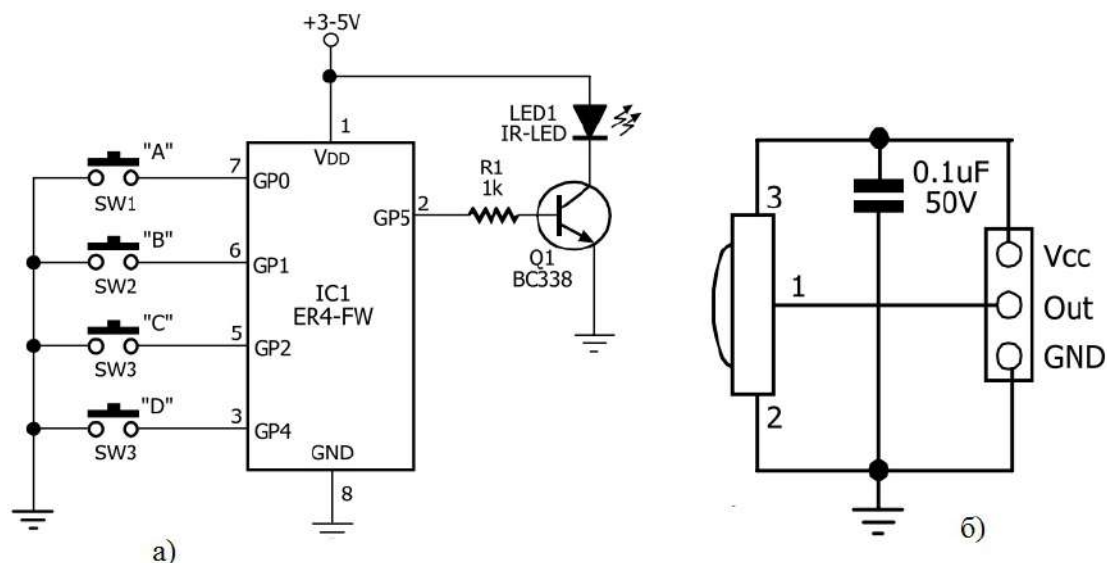 +3-5V
LED1
IR-LED
1
VDD
"A"
7
GP0
SW1
R1
1k
2
GP5
"B"
6
GP1
SW2
Q1
BC338
IC1
ER4-FW
"C"
5
GP2
SW3
"D"
3
GP4
SW3
GND
8
а)
0.1uF
50V
3
Vcc
1
Out
GND
2
б)